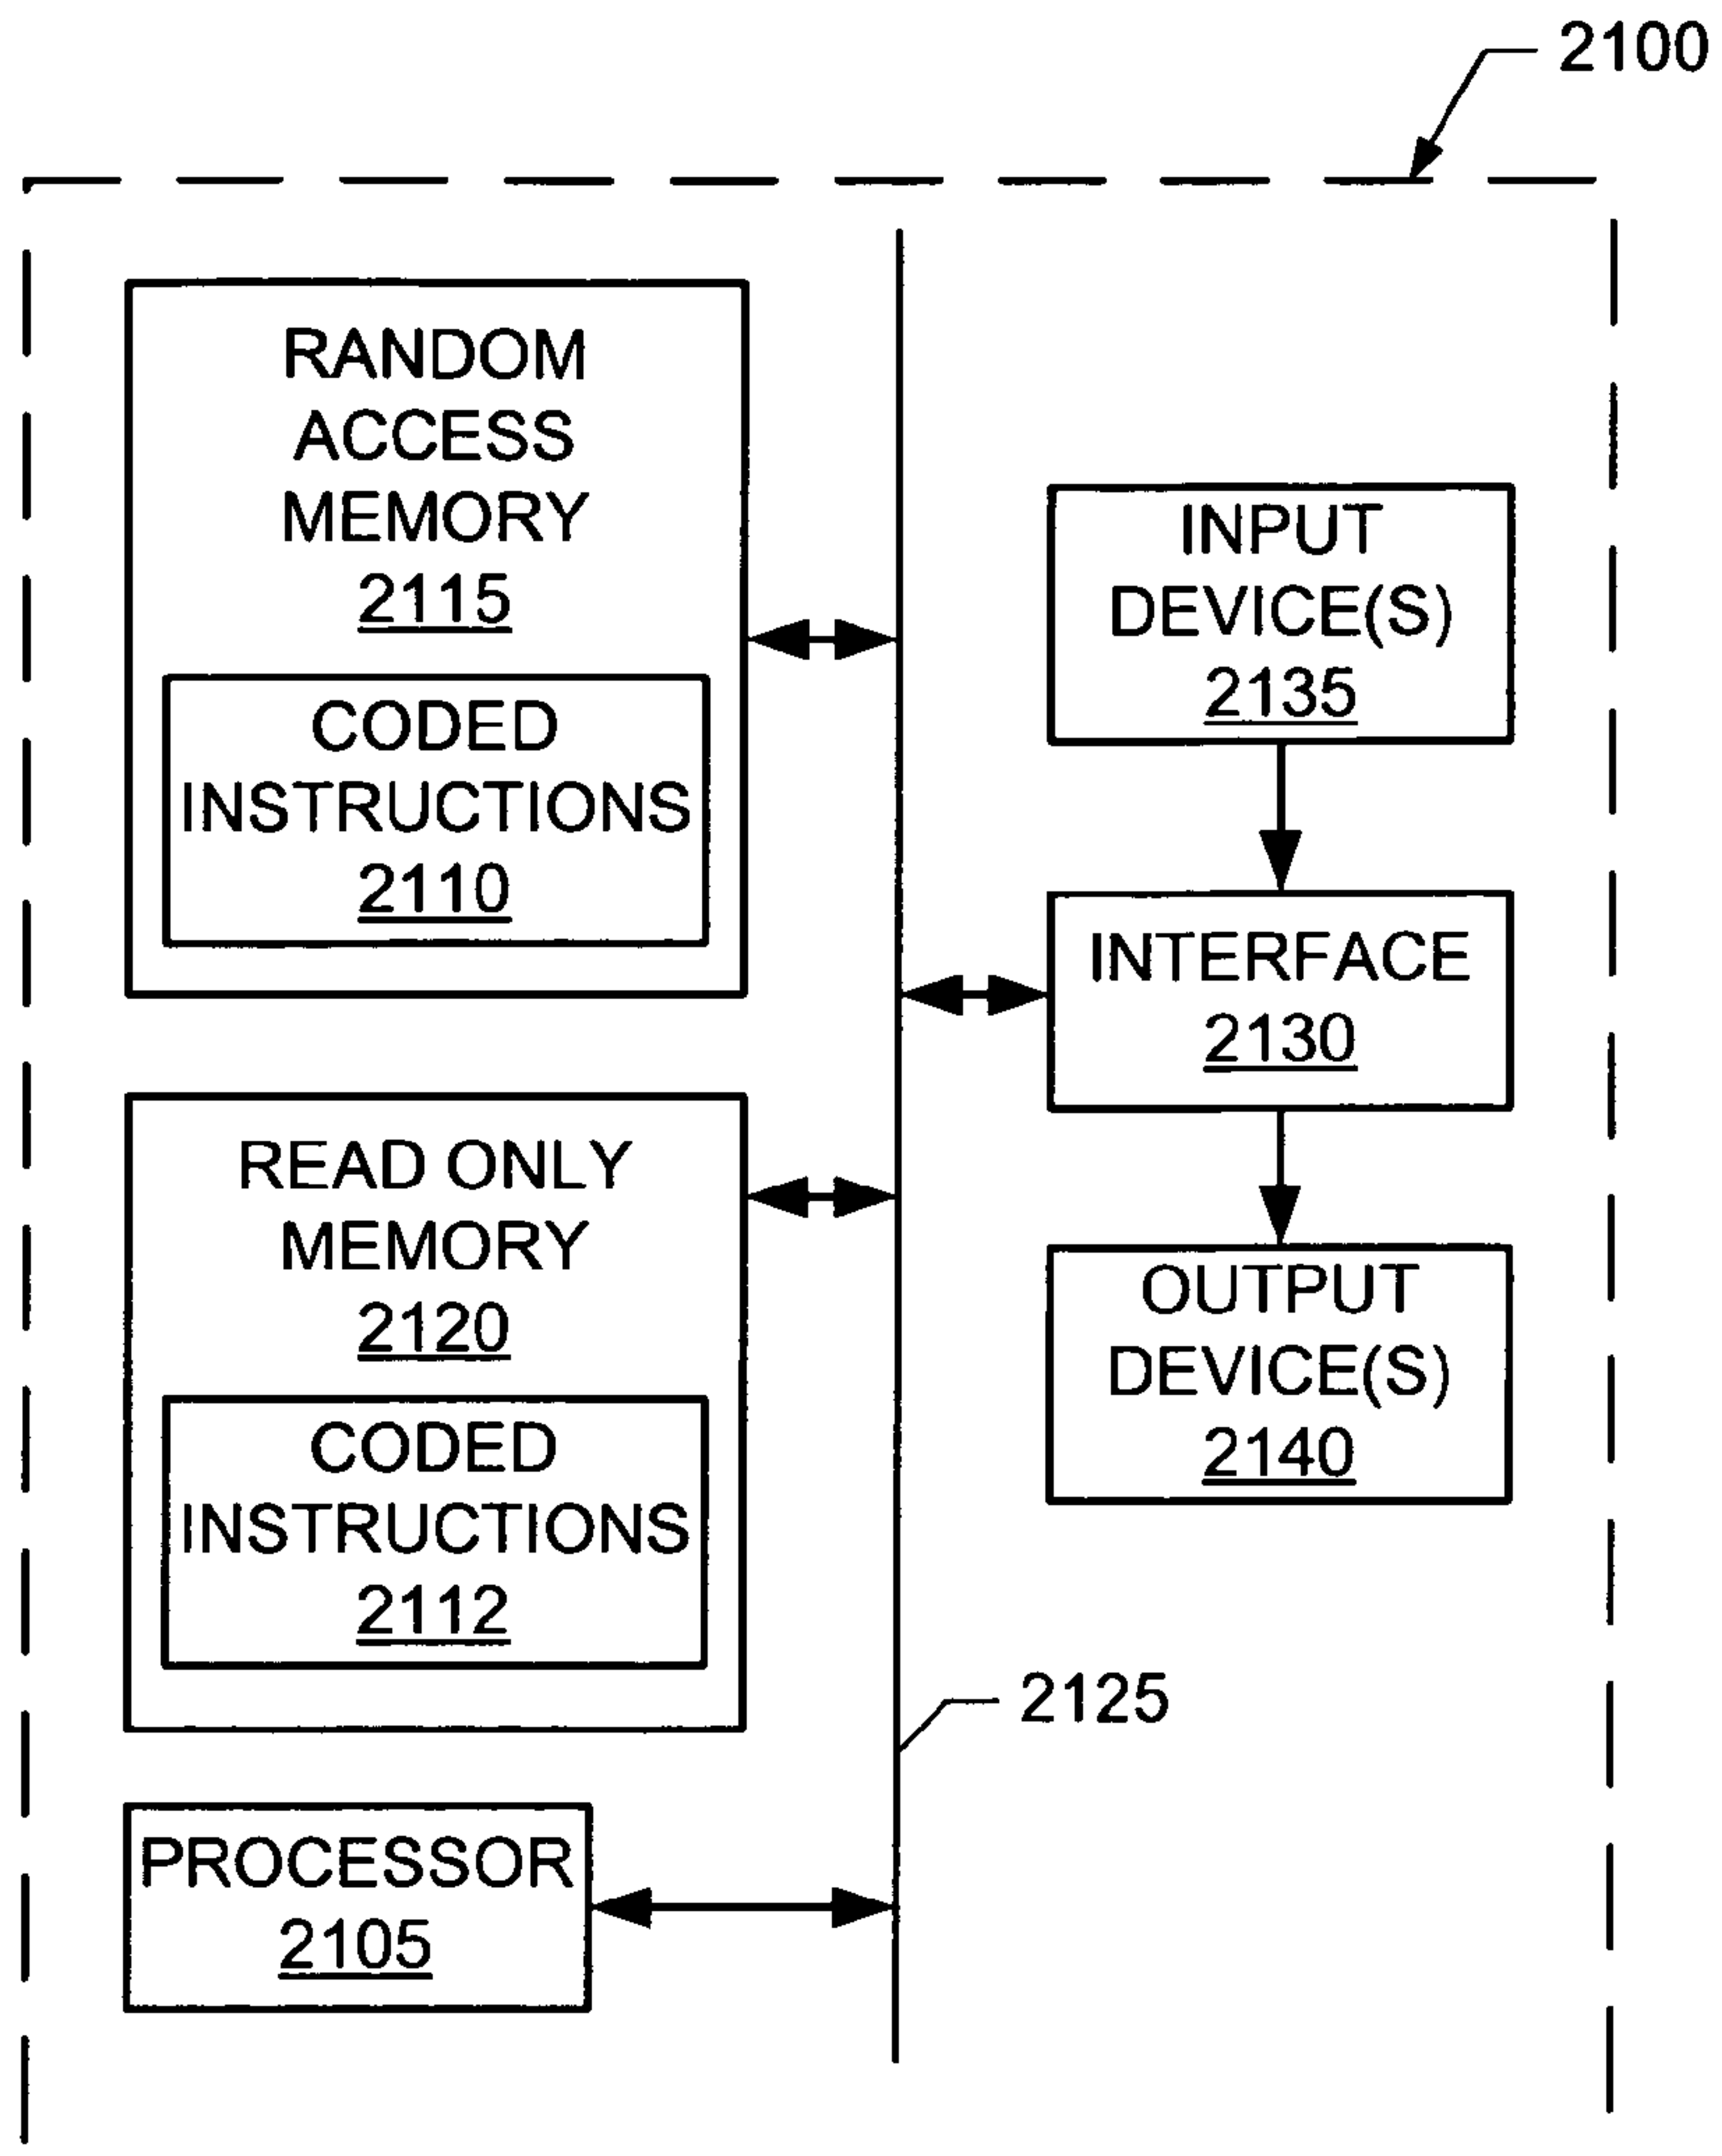 2100
RANDOM
ACCESS
MEMORY
2115
CODED
INSTRUCTIONS
2110
INPUT
DEVICE(S)
2135
INTERFACE
2130
READ ONLY
MEMORY
2120
CODED
INSTRUCTIONS
2112
OUTPUT
DEVICE(S)
2140
2125
PROCESSOR
2105